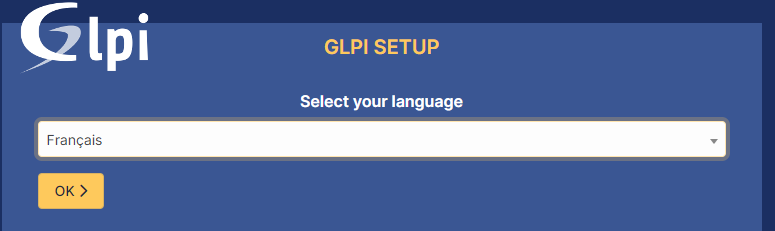 Glpi
GLPI SETUP
Select your language
Français
OK